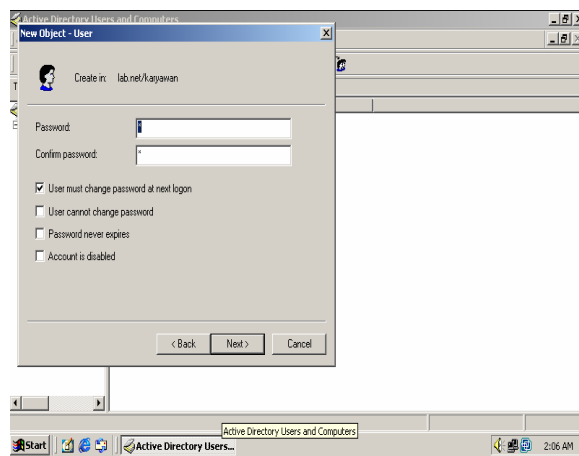 Active Directory Users and Computers
New Object - User
Create in: lab.net/karyawan
Password:
*
Confirm password:
*
User must change password at next logon
User cannot change password
Password never expires
Account is disabled
< Back
Next >
Cancel
Active Directory Users and Computers
Start
Active Directory Users...
2:06 AM